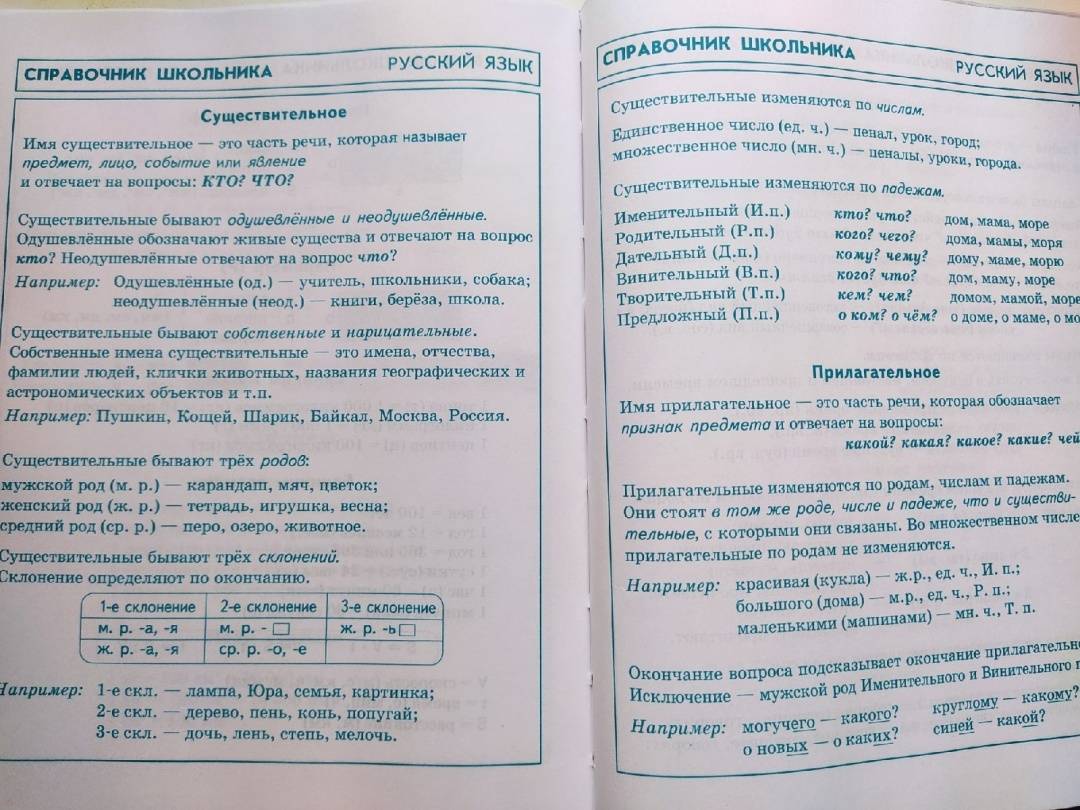 СПРАВОЧНИК ШКОЛЬНИКА РУССКИЙ ЯЗЫК
Существительное
Имя существительное — это часть речи, которая называет
предмет, лицо, событие или явление
и отвечает на вопросы: КТО? ЧТО?
Существительные бывают одушевлённые и неодушевлённые.
Одушевлённые обозначают живые существа и отвечают на вопрос
кто? Неодушевлённые отвечают на вопрос что?
Например: Одушевлённые (од.) — учитель, школьники, собака;
неодушевлённые (неод.) — книги, берёза, школа.
Существительные бывают собственные и нарицательные.
Собственные имена существительные — это имена, отчества,
фамилии людей, клички животных, названия географических и
астрономических объектов и т.п.
Например: Пушкин, Кощей, Шарик, Байкал, Москва, Россия.
Существительные бывают трёх родов:
мужской род (м. р.) — карандаш, мяч, цветок;
женский род (ж. р.) — тетрадь, игрушка, весна;
средний род (ср. р.) — перо, озеро, животное.
Существительные бывают трёх склонений.
Склонение определяют по окончанию.
1-е склонение 2-е склонение 3-е склонение
м. р. -а, -я м. р. - □ ж. р. -ь □
ж. р. -а, -я ср. р. -о, -е
Например: 1-е скл. — лампа, Юра, семья, картинка;
2-е скл. — дерево, пень, конь, попугай;
3-е скл. — дочь, лень, степь, мелочь.
СПРАВОЧНИК ШКОЛЬНИКА РУССКИЙ ЯЗЫК
Существительные изменяются по числам.
Единственное число (ед. ч.) — пенал, урок, город;
множественное число (мн. ч.) — пеналы, уроки, города.
Существительные изменяются по падежам.
Именительный (И.п.) кто? что? дом, мама, море
Родительный (Р.п.) кого? чего? дома, мамы, моря
Дательный (Д.п.) кому? чему? дому, маме, морю
Винительный (В.п.) кого? что? дом, маму, море
Творительный (Т.п.) кем? чем? домом, мамой, море
Предложный (П.п.) о ком? о чём? о доме, о маме, о мо
Прилагательное
Имя прилагательное — это часть речи, которая обозначает
признак предмета и отвечает на вопросы:
какой? какая? какое? какие? чей
Прилагательные изменяются по родам, числам и падежам.
Они стоят в том же роде, числе и падеже, что и существи-
тельные, с которыми они связаны. Во множественном числе
прилагательные по родам не изменяются.
Например: красивая (кукла) — ж.р., ед. ч., И. п.;
большого (дома) — м.р., ед. ч., Р. п.;
маленькими (машинами) — мн. ч., Т. п.
Окончание вопроса подсказывает окончание прилагательно
Исключение — мужской род Именительного и Винительного п
Например: могучего — какого? круглому — какому?
о новых — о каких? синей — какой?